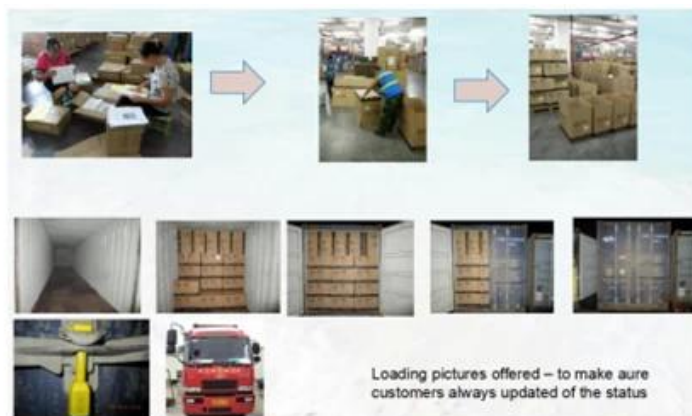 Loading pictures offered – to make aure
customers always updated of the status